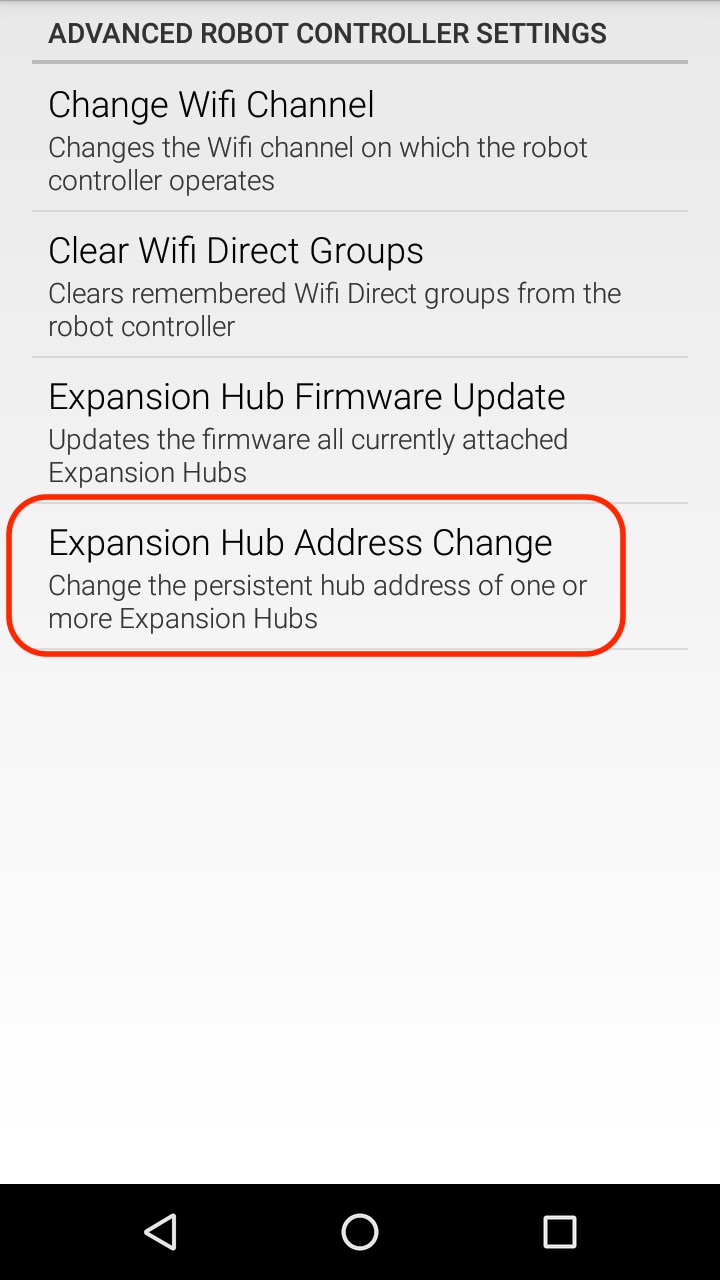 ADVANCED ROBOT CONTROLLER SETTINGS
Change Wifi Channel
Changes the Wifi channel on which the robot
controller operates
Clear Wifi Direct Groups
Clears remembered Wifi Direct groups from the
robot controller
Expansion Hub Firmware Update
Updates the firmware all currently attached
Expansion Hubs
Expansion Hub Address Change
Change the persistent hub address of one or
more Expansion Hubs